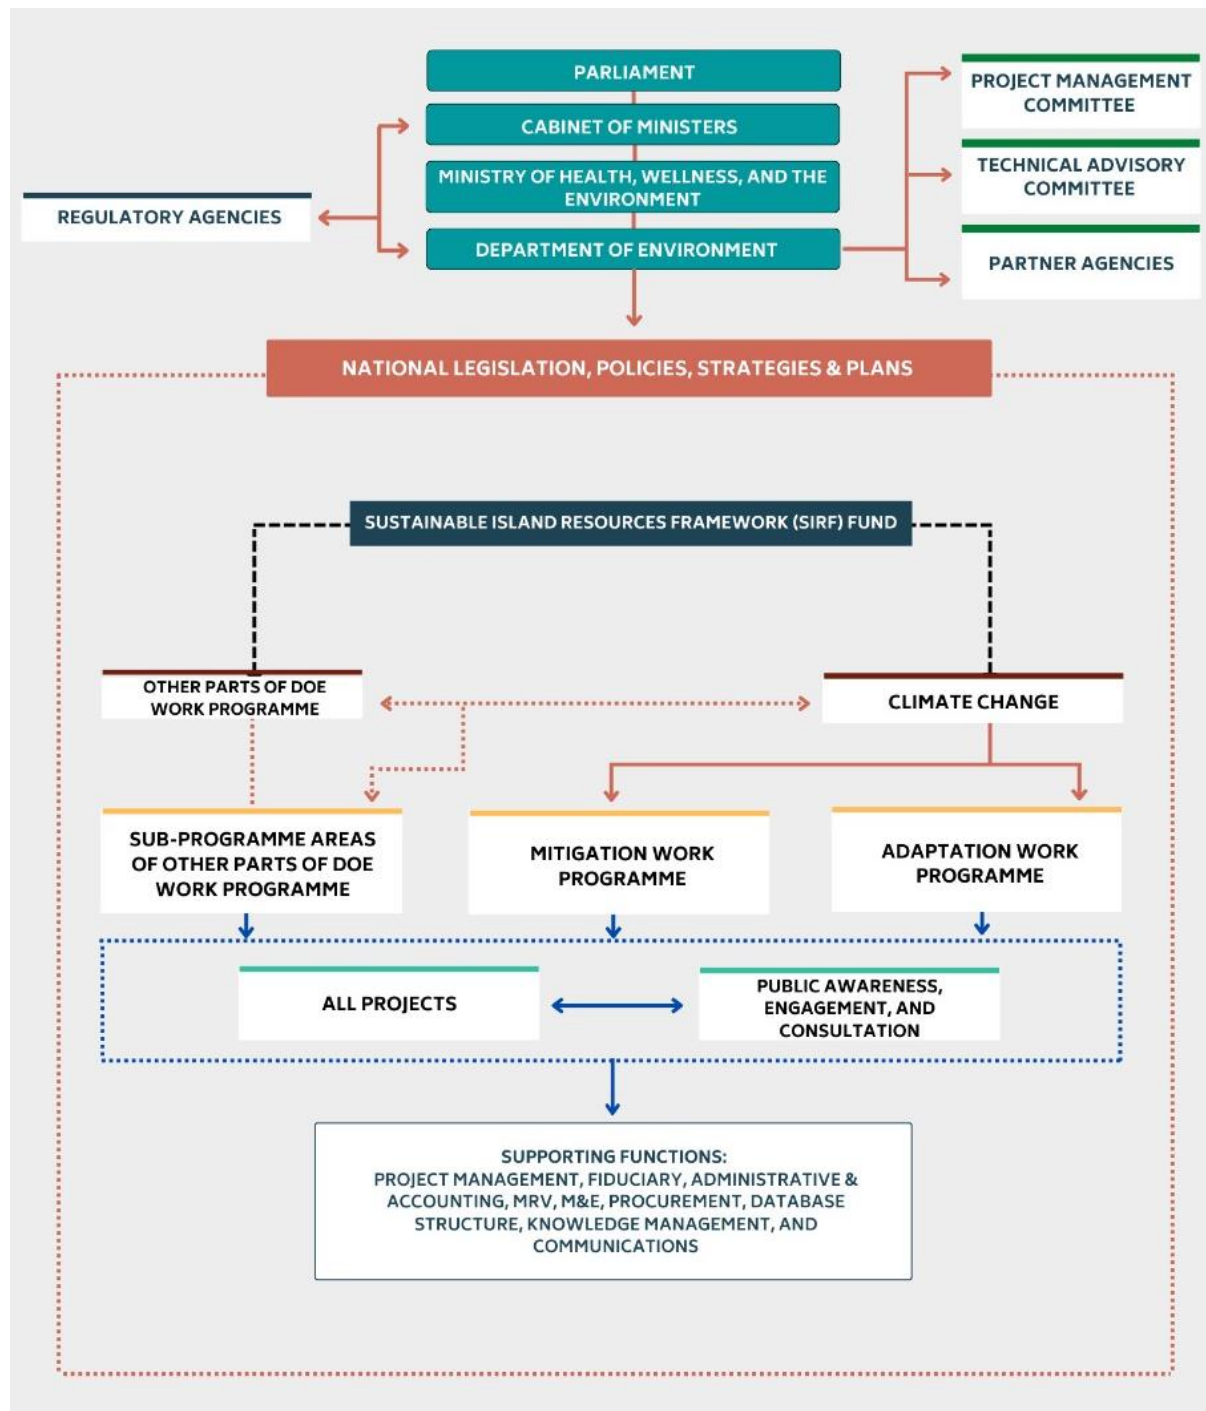 PARLIAMENT
CABINET OF MINISTERS
MINISTRY OF HEALTH, WELLNESS, AND THE
ENVIRONMENT
DEPARTMENT OF ENVIRONMENT
REGULATORY AGENCIES
PROJECT MANAGEMENT
COMMITTEE
TECHNICAL ADVISORY
COMMITTEE
PARTNER AGENCIES
NATIONAL LEGISLATION, POLICIES, STRATEGIES & PLANS
SUSTAINABLE ISLAND RESOURCES FRAMEWORK (SIRF) FUND
OTHER PARTS OF DOE
WORK PROGRAMME
CLIMATE CHANGE
SUB-PROGRAMME AREAS
OF OTHER PARTS OF DOE
WORK PROGRAMME
MITIGATION WORK
PROGRAMME
ADAPTATION WORK
PROGRAMME
ALL PROJECTS
PUBLIC AWARENESS,
ENGAGEMENT, AND
CONSULTATION
SUPPORTING FUNCTIONS:
PROJECT MANAGEMENT, FIDUCIARY, ADMINISTRATIVE &
ACCOUNTING, MRV, M&E, PROCUREMENT, DATABASE
STRUCTURE, KNOWLEDGE MANAGEMENT, AND
COMMUNICATIONS